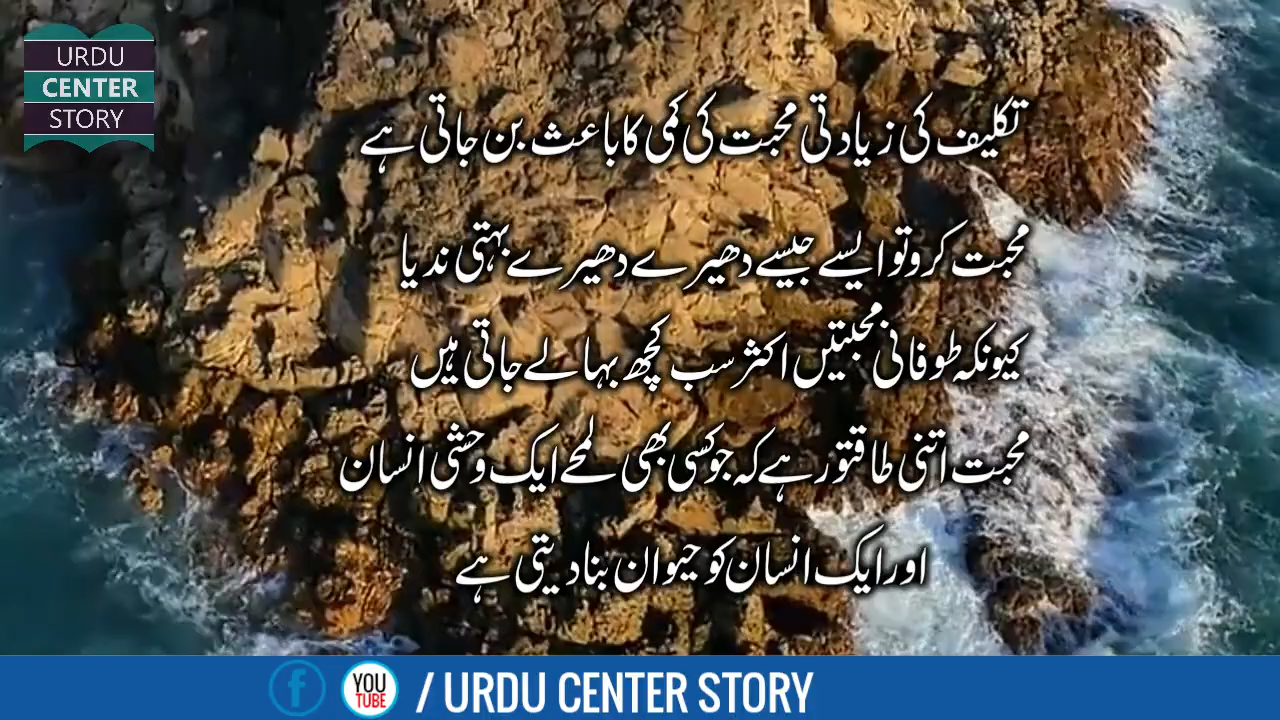 URDU
CENTER
STORY
تکلیف کی زیادتی محبت کی کمی کا باعث بن جاتی ہے
محبت کرو تو ایسے جیسے دھیرے دھیرے بہتی ندیا
کیونکہ طوفانی محبتیں اکثر سب کچھ بہا لے جاتی ہیں
محبت اتنی طاقتور ہے کہ جو کسی بھی لمحے ایک وحشی انسان
اور ایک انسان کو حیوان بنا دیتی ہے
f YOU TUBE / URDU CENTER STORY